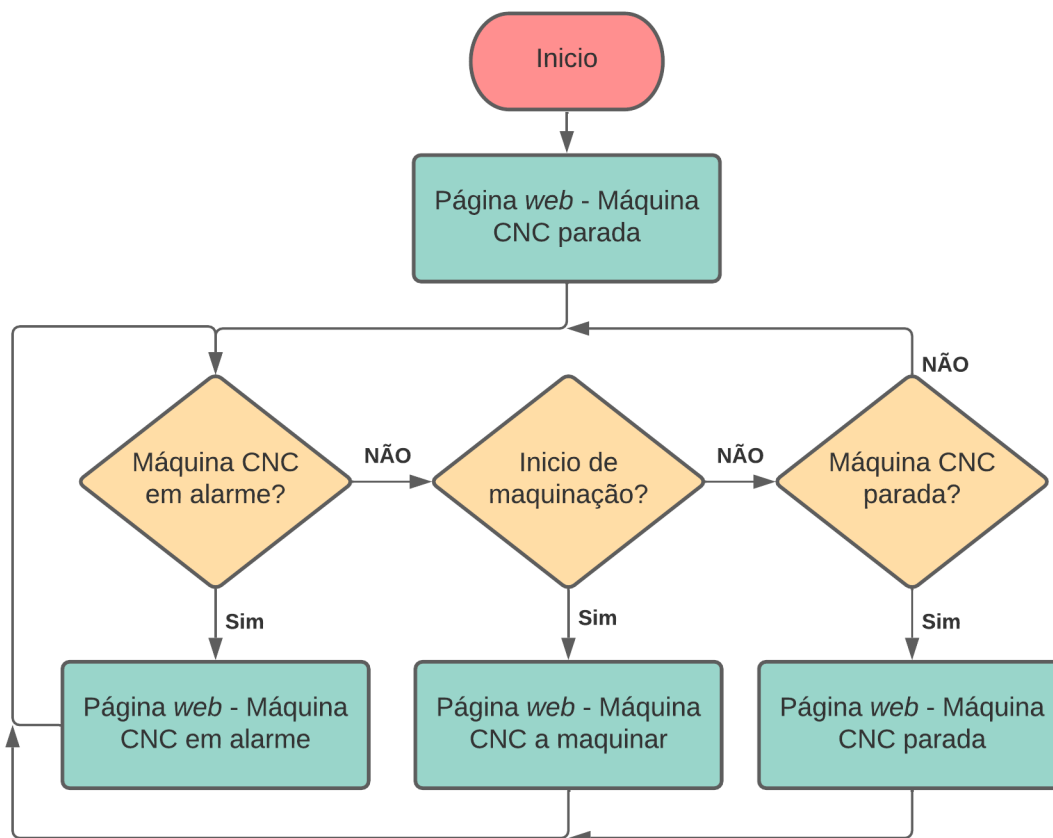 Inicio
Página web - Máquina
CNC parada
NÃO
Máquina CNC
em alarme?
NÃO
Inicio de
maquinação?
NÃO
Máquina CNC
parada?
Sim
Sim
Sim
Página web - Máquina
CNC em alarme
Página web - Máquina
CNC a maquinar
Página web - Máquina
CNC parada